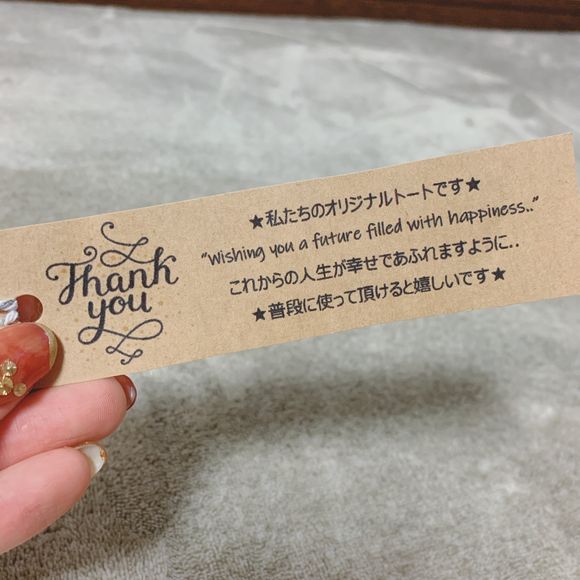 Thank
you
★私たちのオリジナルトートです★
"Wishing you a future filled with happiness.."
これからの人生が幸せであふれますように..
★普段に使って頂けると嬉しいです★